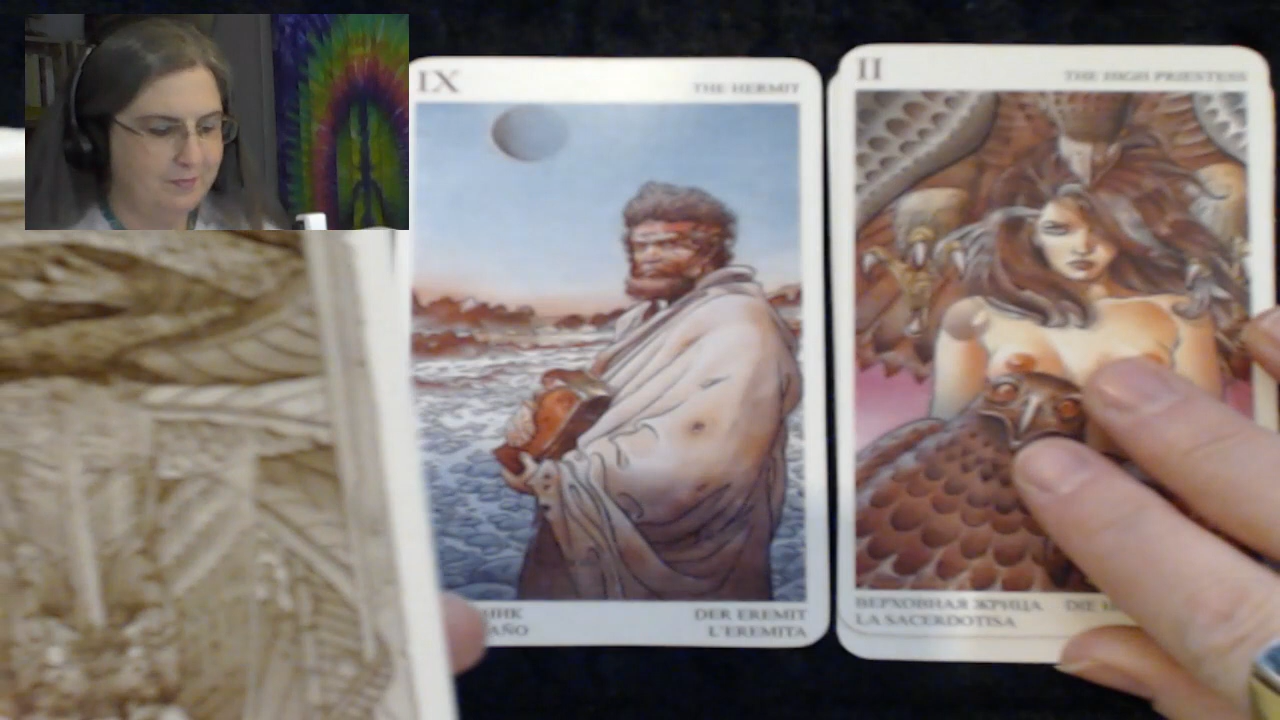 IX
THE HERMIT
DER EREMIT
L'EREMITA
II
THE HIGH PRIESTESS
ВЕРХОВНАЯ ЖРИЦА
LA SACERDOTISA